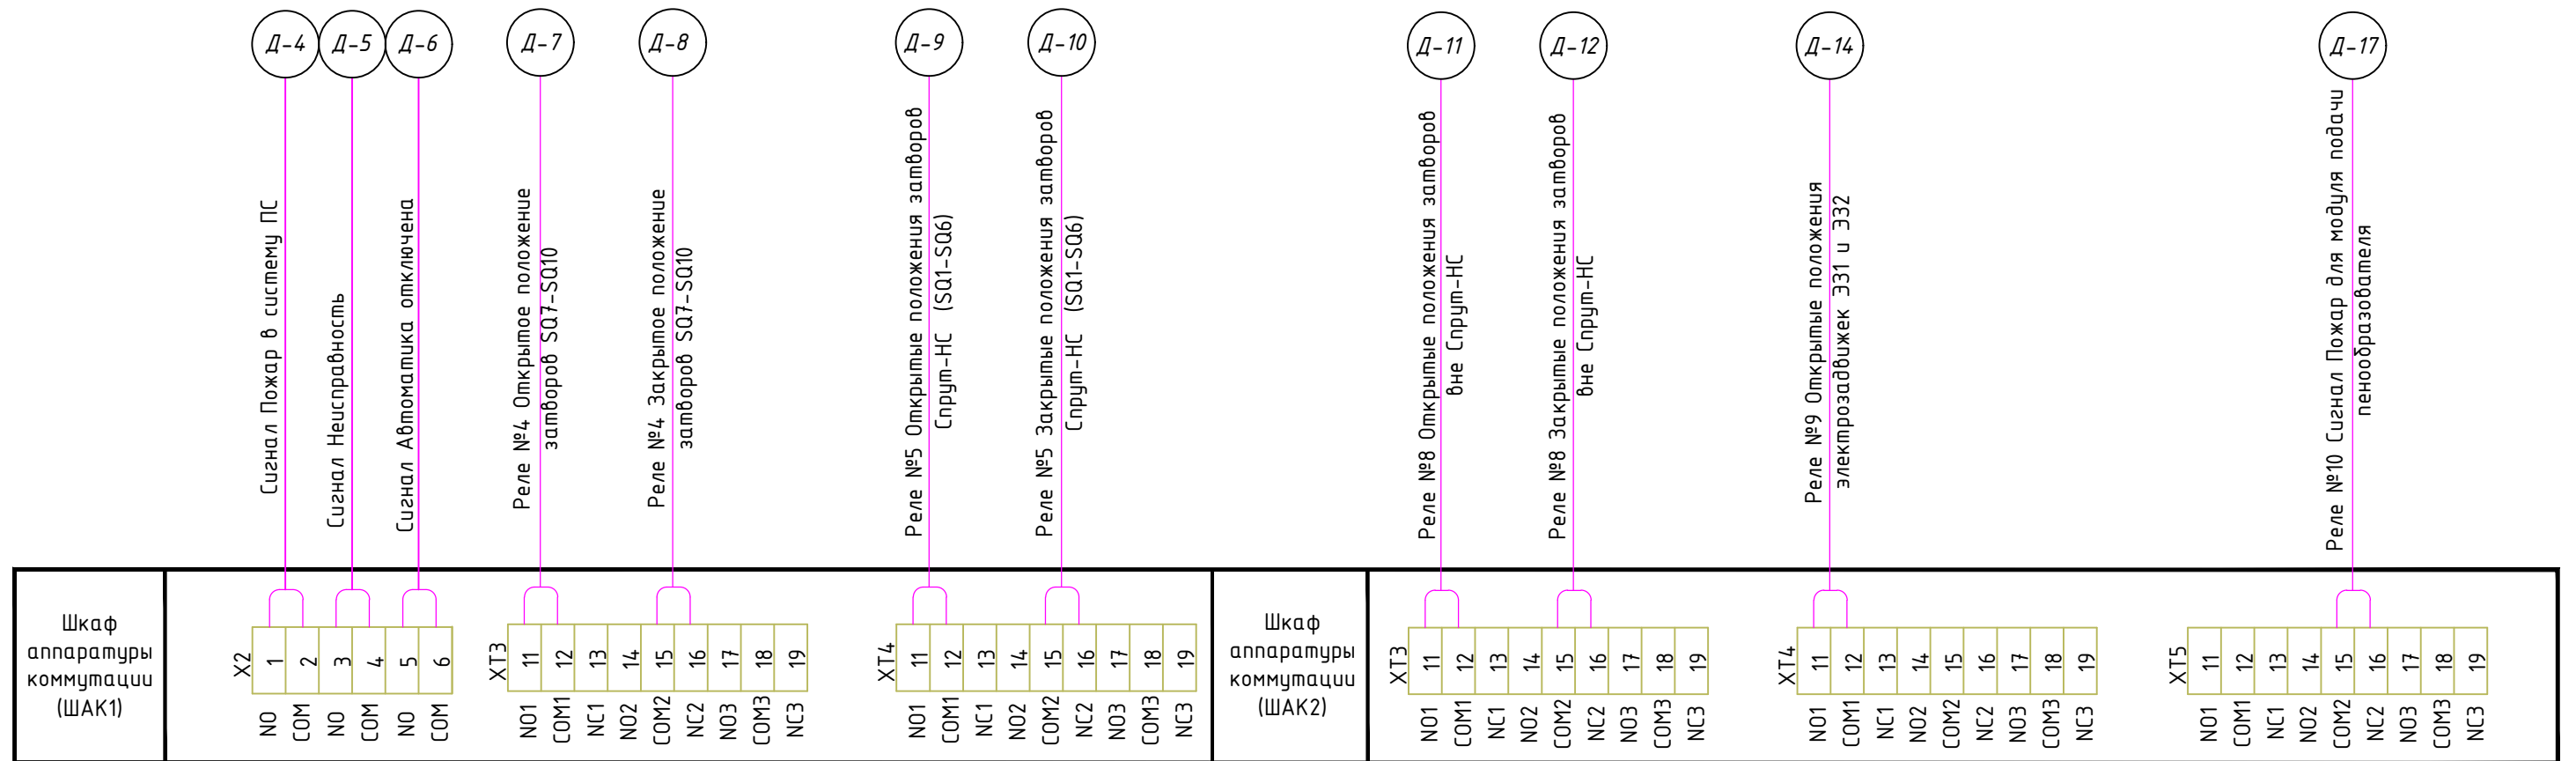 Д-4
Д-5
Д-6
Д-7
Д-8
Д-9
Д-10
Д-11
Д-12
Д-14
Д-17
Сигнал Пожар в систему ПС
Сигнал Неисправность
Сигнал Автоматика отключена
Реле №4 Открытое положение
затворов SQ7-SQ10
Реле №4 Закрытое положение
затворов SQ7-SQ10
Реле №5 Открытые положения затворов
Спрут-НС (SQ1-SQ6)
Реле №5 Закрытые положения затворов
Спрут-НС (SQ1-SQ6)
Реле №8 Открытые положения затворов
вне Спрут-НС
Реле №8 Закрытые положения затворов
вне Спрут-НС
Реле №9 Открытые положения
электрозадвижек ЭЗ1 и ЭЗ2
Реле №10 Сигнал Пожар для модуля подачи
пенообразователя
Шкаф
аппаратуры
коммутации
(ШАК1)
X2
1 2 3 4 5 6
NO COM NO COM NO COM
XT3
11 12 13 14 15 16 17 18 19
NO1 COM1 NC1 NO2 COM2 NC2 NO3 COM3 NC3
XT4
11 12 13 14 15 16 17 18 19
NO1 COM1 NC1 NO2 COM2 NC2 NO3 COM3 NC3
Шкаф
аппаратуры
коммутации
(ШАК2)
XT3
11 12 13 14 15 16 17 18 19
NO1 COM1 NC1 NO2 COM2 NC2 NO3 COM3 NC3
XT4
11 12 13 14 15 16 17 18 19
NO1 COM1 NC1 NO2 COM2 NC2 NO3 COM3 NC3
XT5
11 12 13 14 15 16 17 18 19
NO1 COM1 NC1 NO2 COM2 NC2 NO3 COM3 NC3